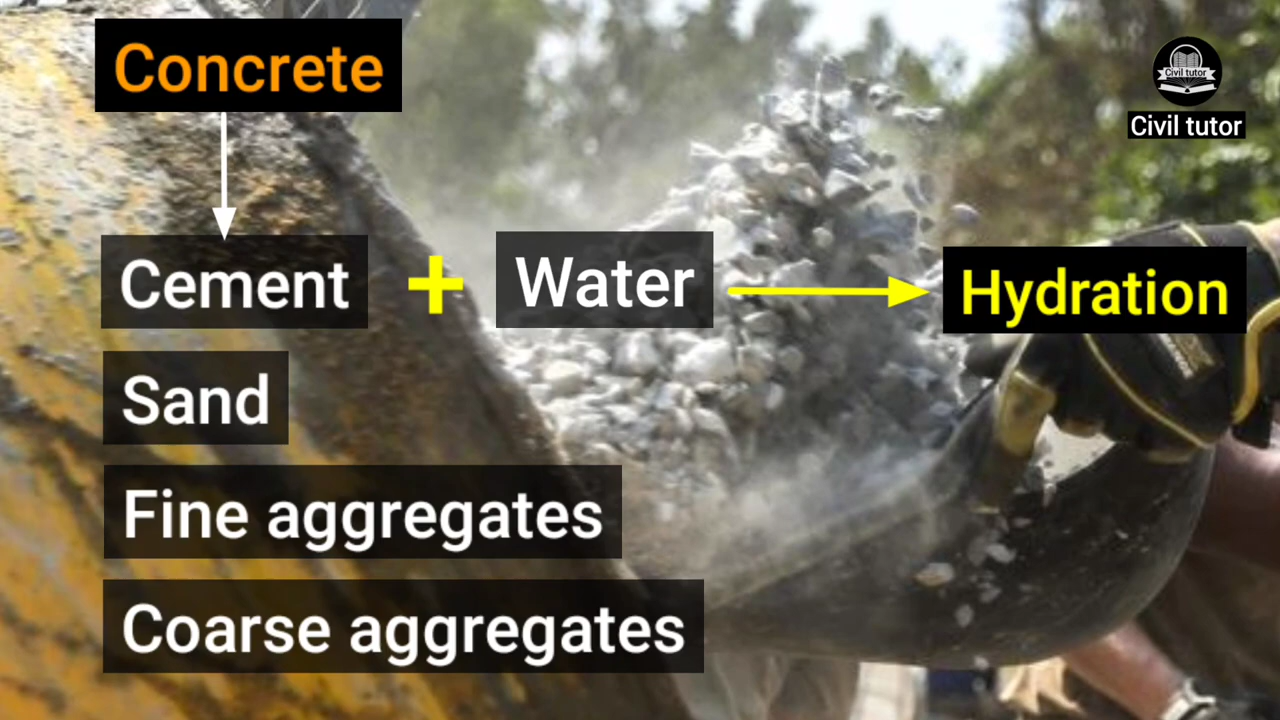 Concrete
Civil tutor
Civil tutor
Cement + Water Hydration
Sand
Fine aggregates
Coarse aggregates